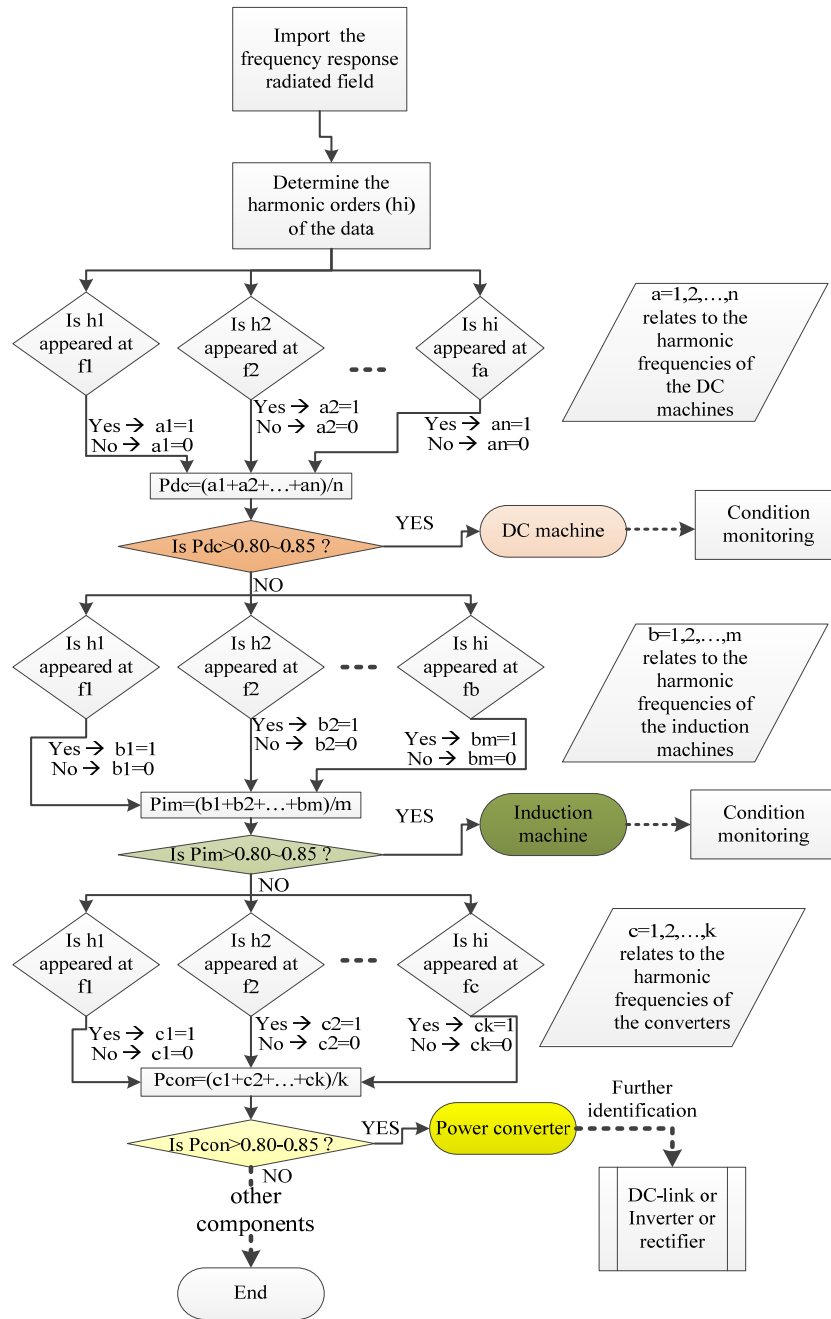 Import the
frequency response
radiated field
Determine the
harmonic orders (hi)
of the data
Is h1
appeared at
f1
Is h2
appeared at
f2
Is hi
appeared at
fa
a=1,2,…,n
relates to the
harmonic
frequencies of
the DC
machines
Yes → a1=1
No → a1=0
Yes → a2=1
No → a2=0
Yes → an=1
No → an=0
Pdc=(a1+a2+…+an)/n
Is Pdc>0.80~0.85 ?
YES
DC machine
Condition
monitoring
NO
Is h1
appeared at
f1
Is h2
appeared at
f2
Is hi
appeared at
fb
b=1,2,…,m
relates to the
harmonic
frequencies of
the induction
machines
Yes → b1=1
No → b1=0
Yes → b2=1
No → b2=0
Yes → bm=1
No → bm=0
Pim=(b1+b2+…+bm)/m
Is Pim>0.80~0.85 ?
YES
Induction
machine
Condition
monitoring
NO
Is h1
appeared at
f1
Is h2
appeared at
f2
Is hi
appeared at
fc
c=1,2,…,k
relates to the
harmonic
frequencies of
the converters
Yes → c1=1
No → c1=0
Yes → c2=1
No → c2=0
Yes → ck=1
No → ck=0
Pcon=(c1+c2+…+ck)/k
Is Pcon>0.80-0.85 ?
YES
Power converter
Further
identification
DC-link or
Inverter or
rectifier
NO
other
components
End